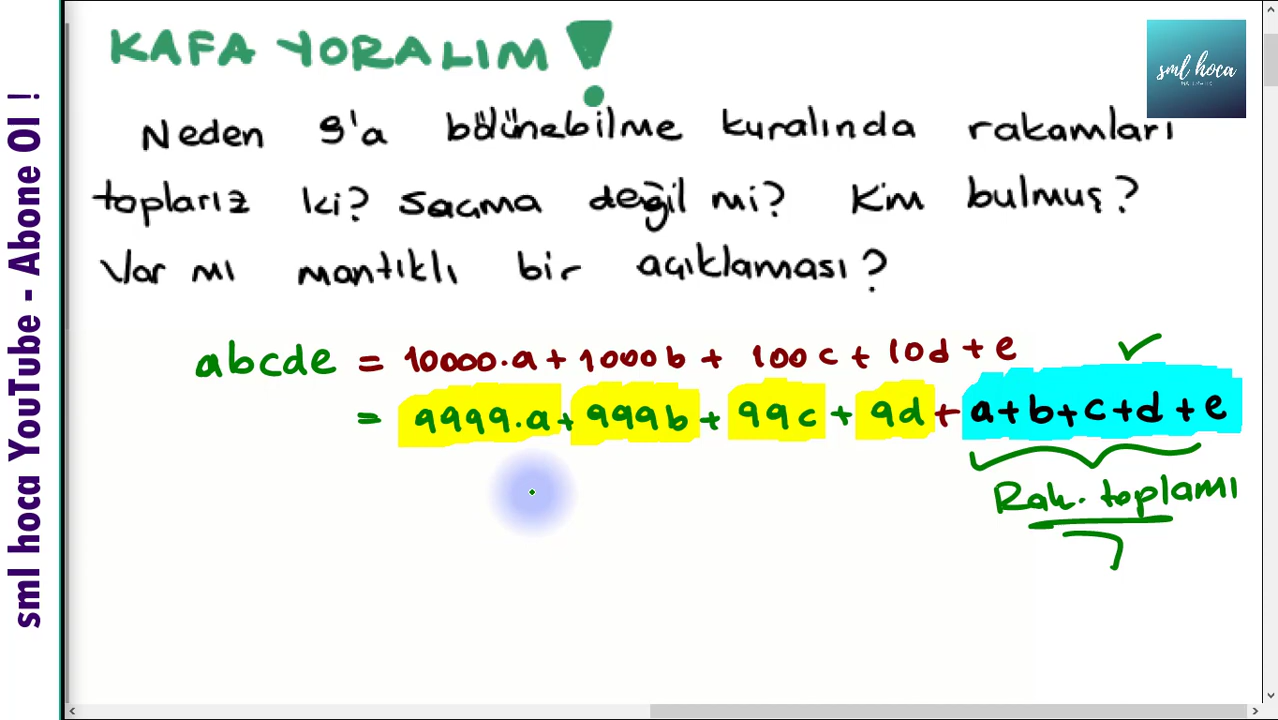 KAFA YORALIM!
sml hoca
Neden 9'a bölünebilme kuralında rakamları
toplarız ki? Saçma değil mi? Kim bulmuş?
Var mı mantıklı bir açıklaması?
abcde = 10000.a + 1000b + 100c + 10d + e
= 9999.a + 999b + 99c + 9d + a+b+c+d+e
Rak. toplamı
sml hoca YouTube - Abone Ol !